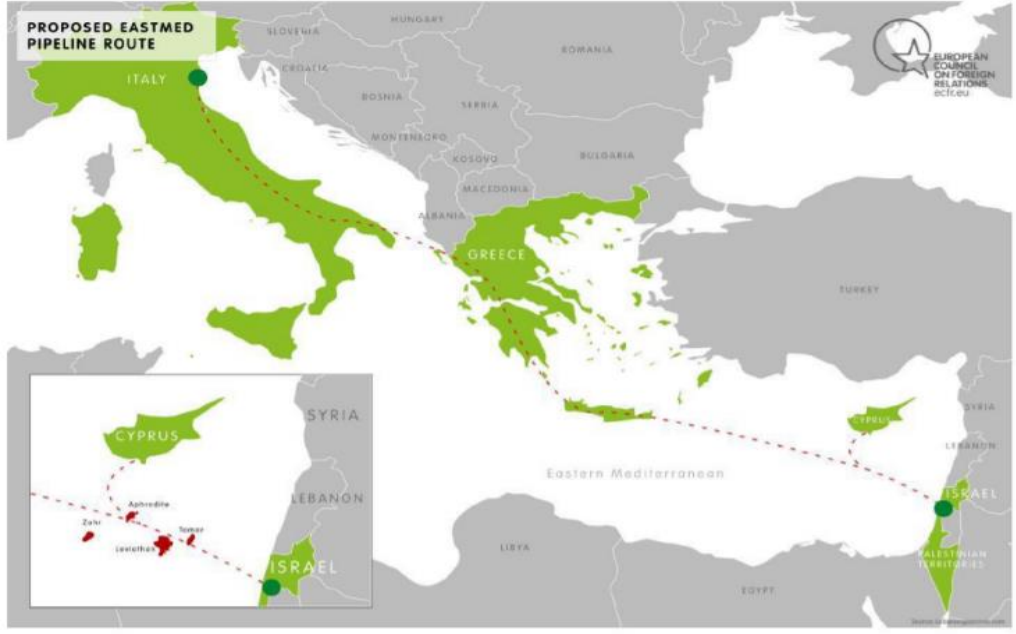 PROPOSED EASTMED
PIPELINE ROUTE
EUROPEAN
COUNCIL
ON FOREIGN
RELATIONS
ecfr.eu
HUNGARY
SLOVENIA
ROMANIA
CROATIA
ITALY
BOSNIA
SERBIA
MONTENEGRO
KOSOVO
BULGARIA
MACEDONIA
ALBANIA
GREECE
TURKEY
CYPRUS
SYRIA
LEBANON
Eastern Mediterranean
ISRAEL
LIBYA
PALESTINIAN
TERRITORIES
EGYPT
SYRIA
CYPRUS
LEBANON
Aphrodite
Zohr
Tamar
Leviathan
ISRAEL